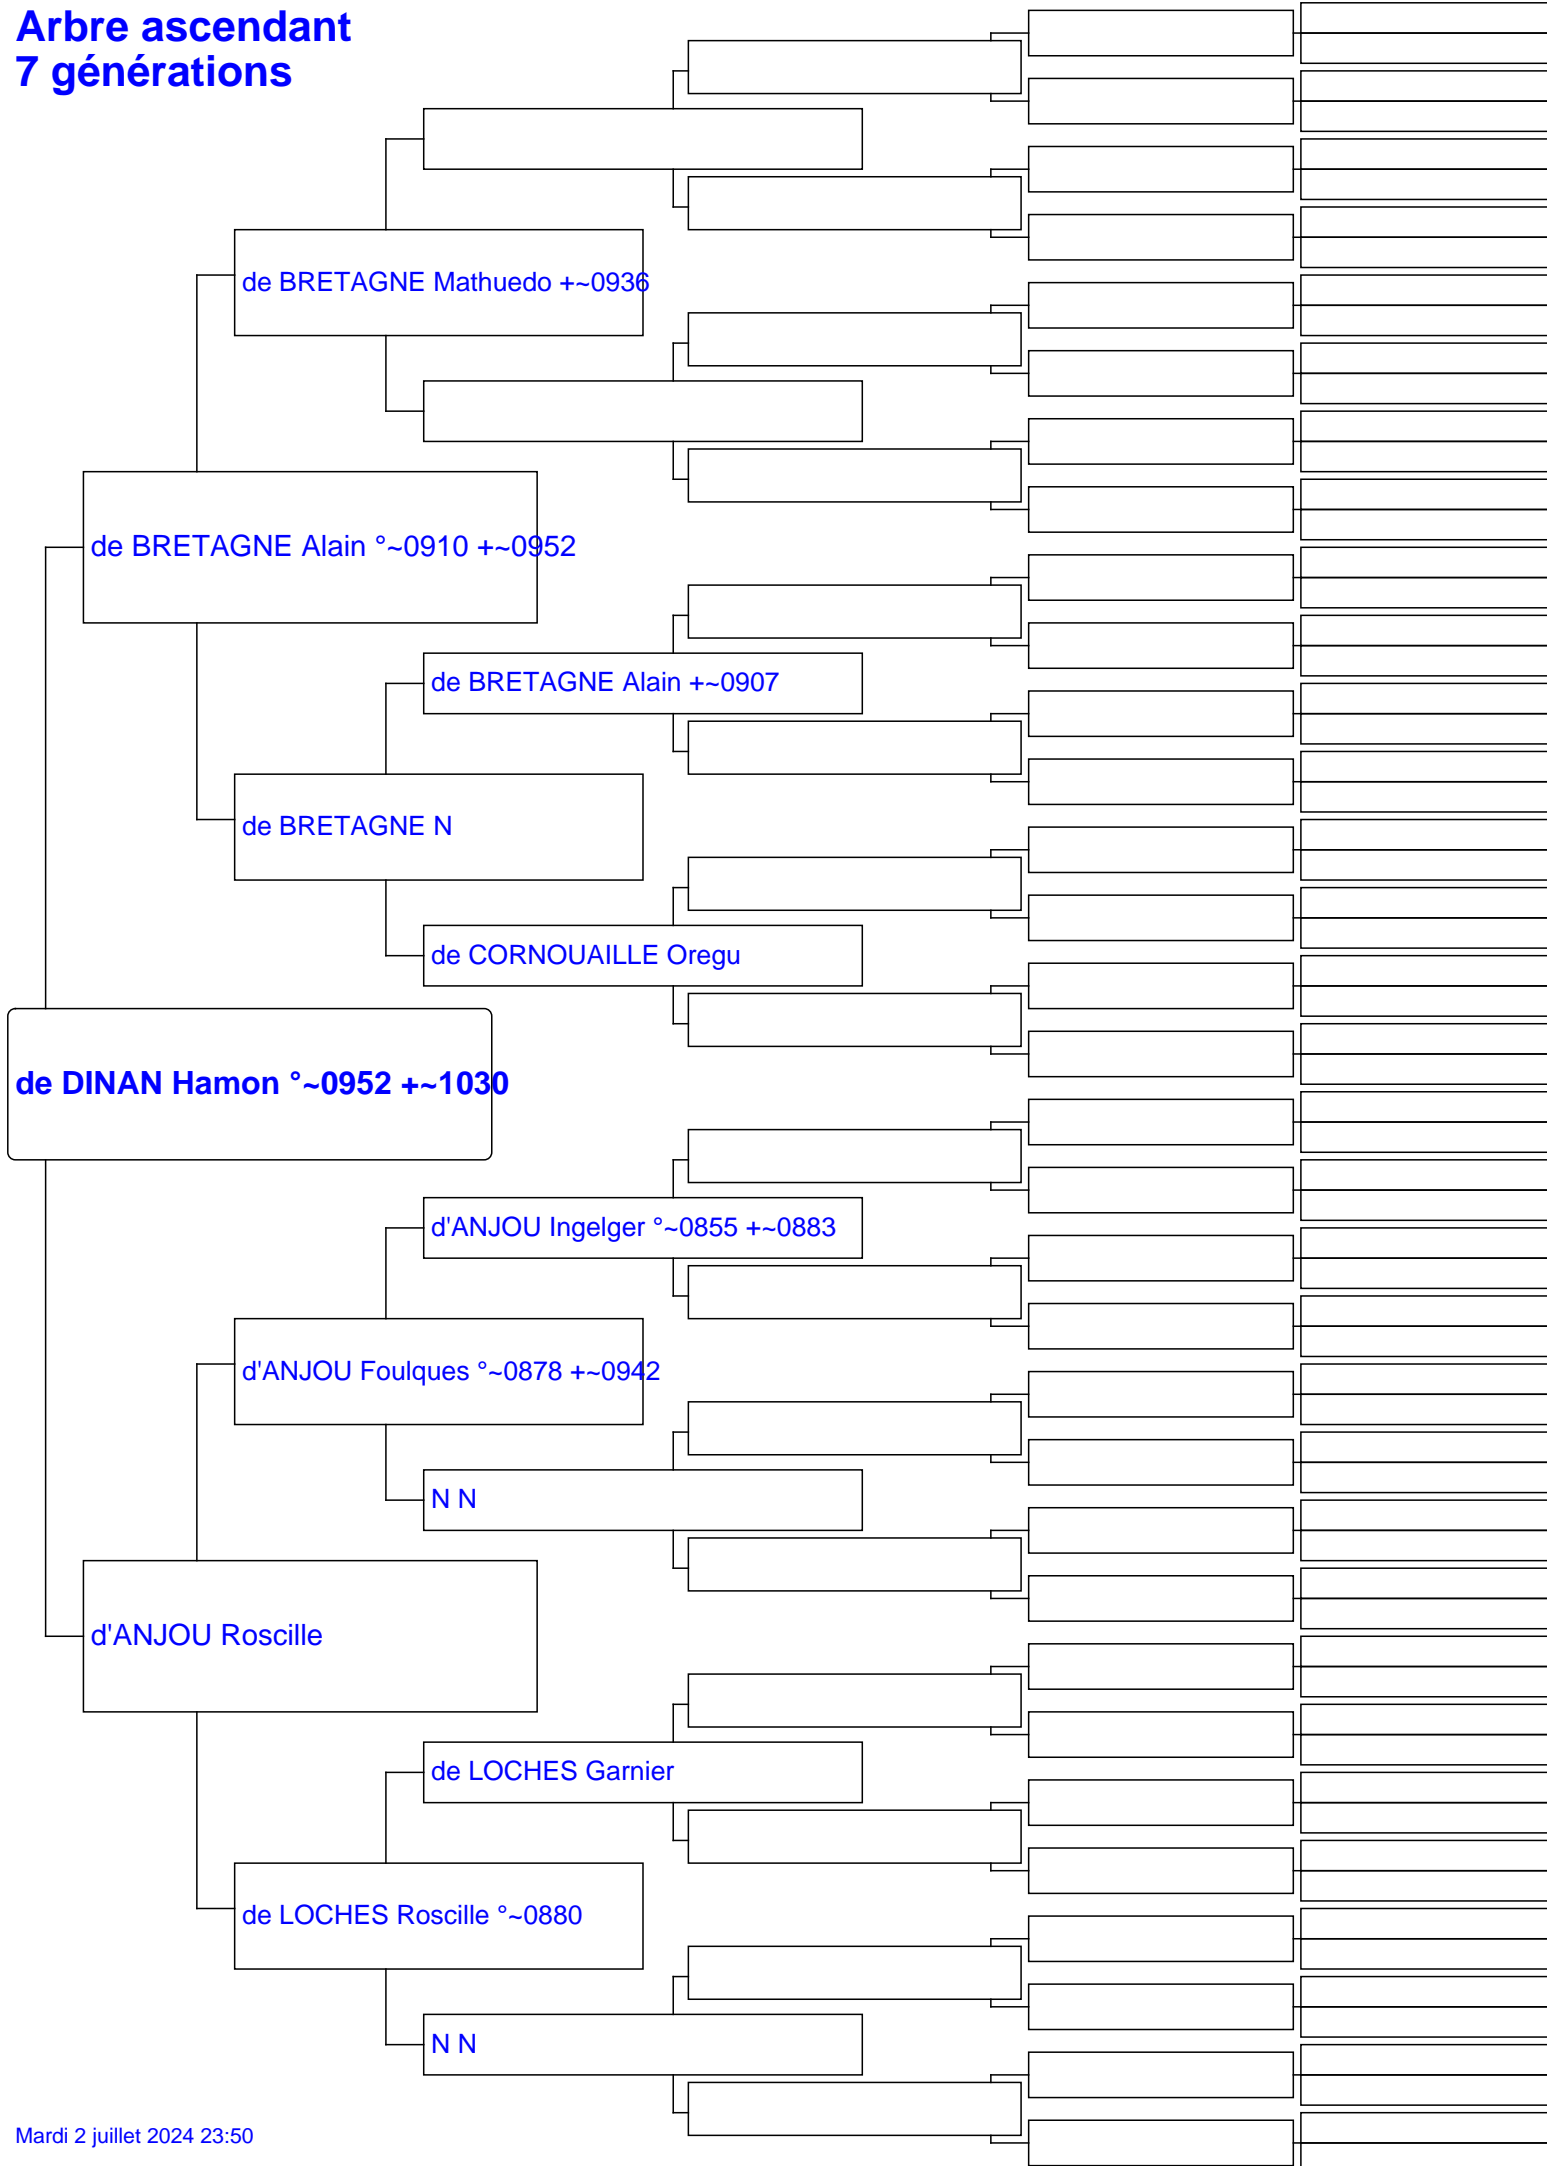 Arbre ascendant
7 générations
de BRETAGNE Mathuedo +~0936
de BRETAGNE Alain °~0910 +~0952
de BRETAGNE Alain +~0907
de BRETAGNE N
de CORNOUAILLE Oregu
de DINAN Hamon °~0952 +~1030
d'ANJOU Ingelger °~0855 +~0883
d'ANJOU Foulques °~0878 +~0942
N N
d'ANJOU Roscille
de LOCHES Garnier
de LOCHES Roscille °~0880
N N
Mardi 2 juillet 2024 23:50